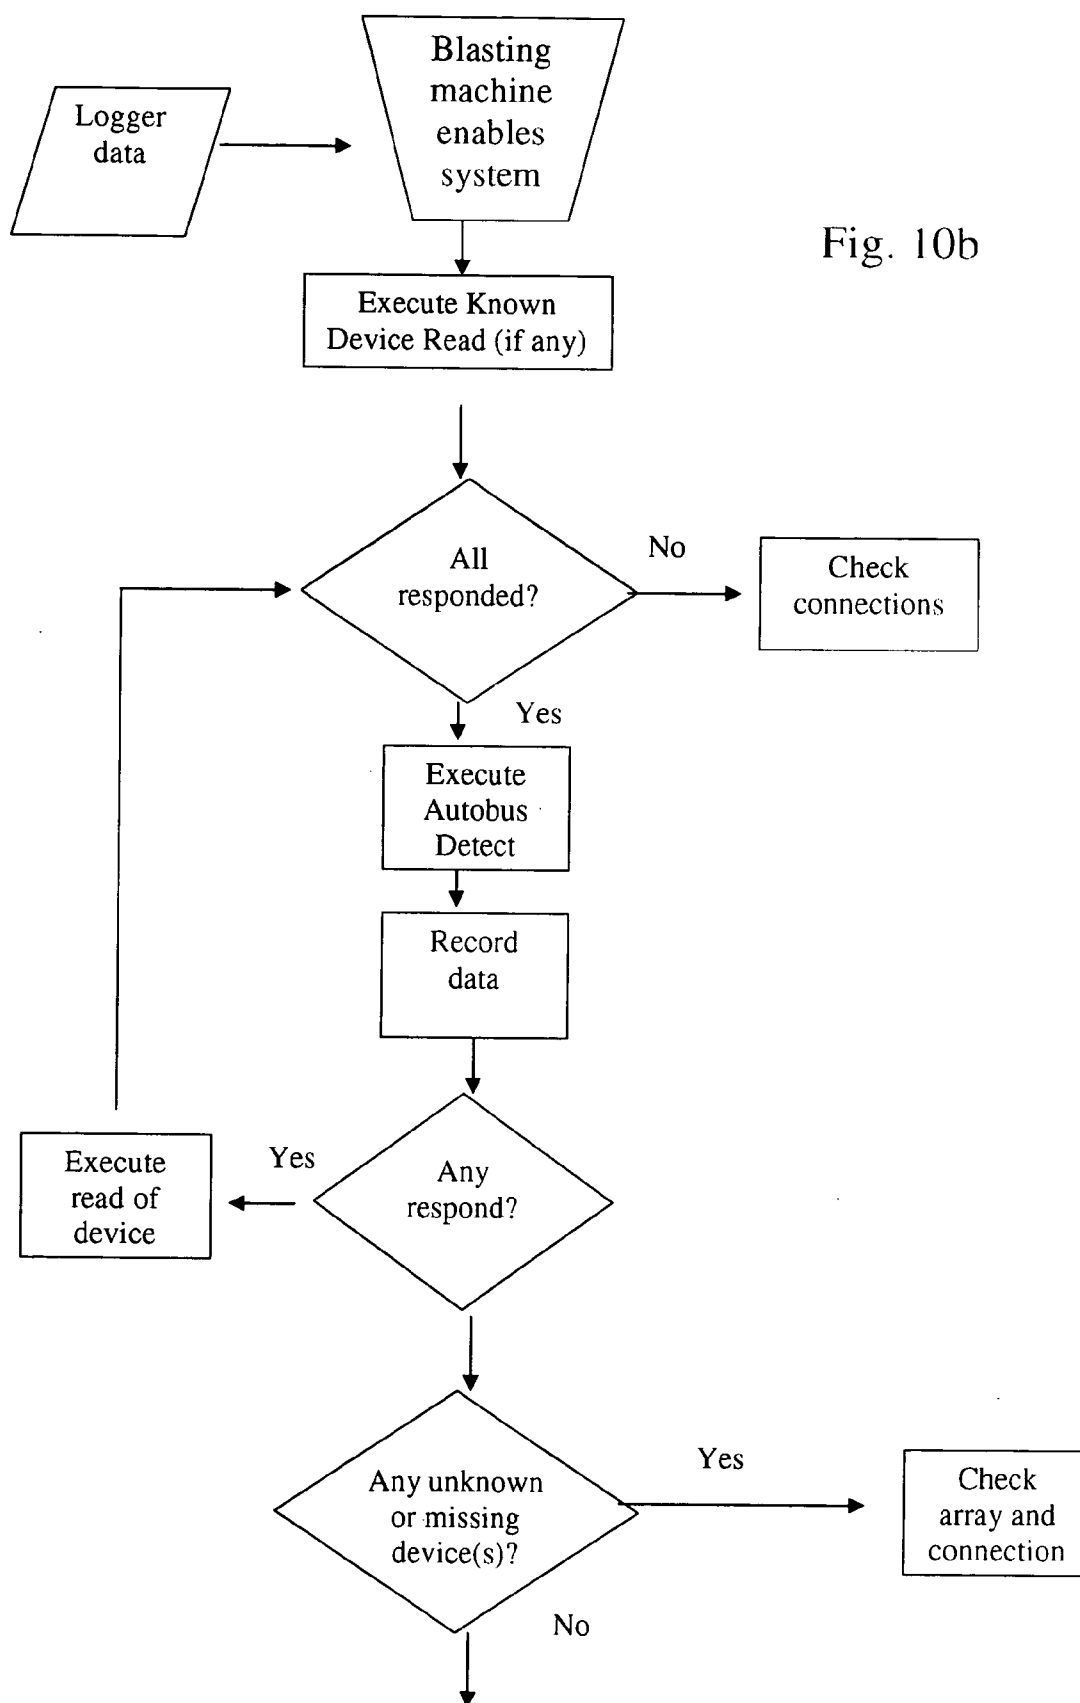 Blasting
machine
enables
system
Logger
data
Fig. 10b
Execute Known
Device Read (if any)
All
responded?
No
Check
connections
Yes
Execute
Autobus
Detect
Record
data
Any
respond?
Yes
Execute
read of
device
Any unknown
or missing
device(s)?
Yes
Check
array and
connection
No